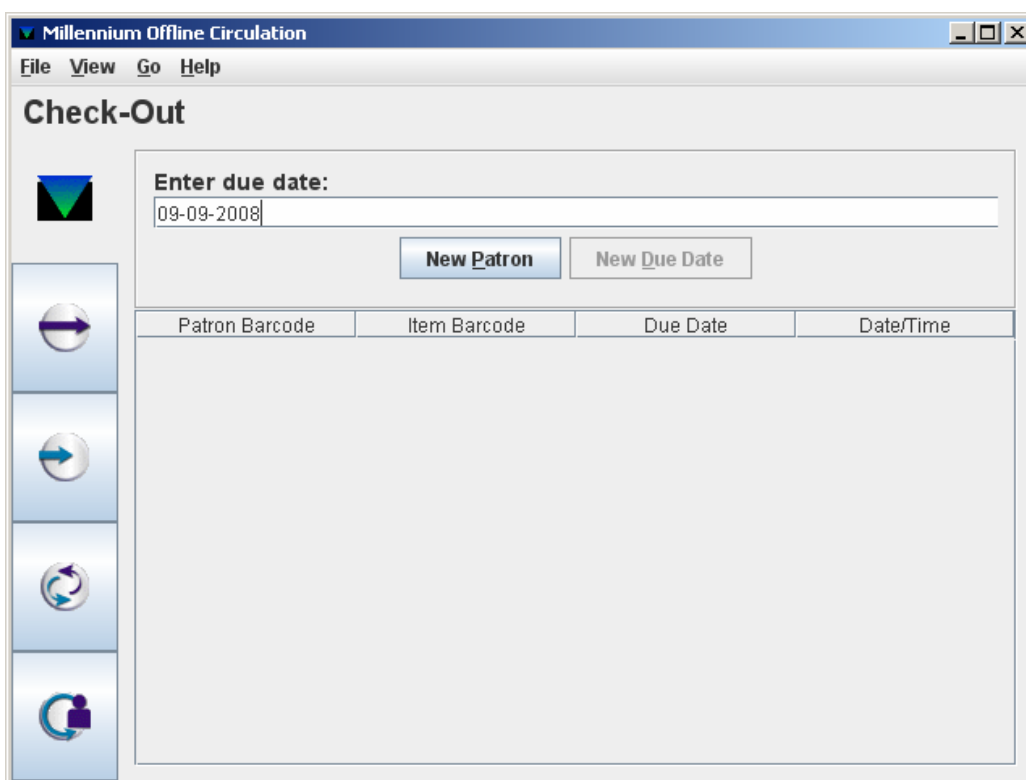 Millennium Offline Circulation
File View Go Help
Check-Out
Enter due date:
09-09-2008
New Patron New Due Date
Patron Barcode Item Barcode Due Date Date/Time